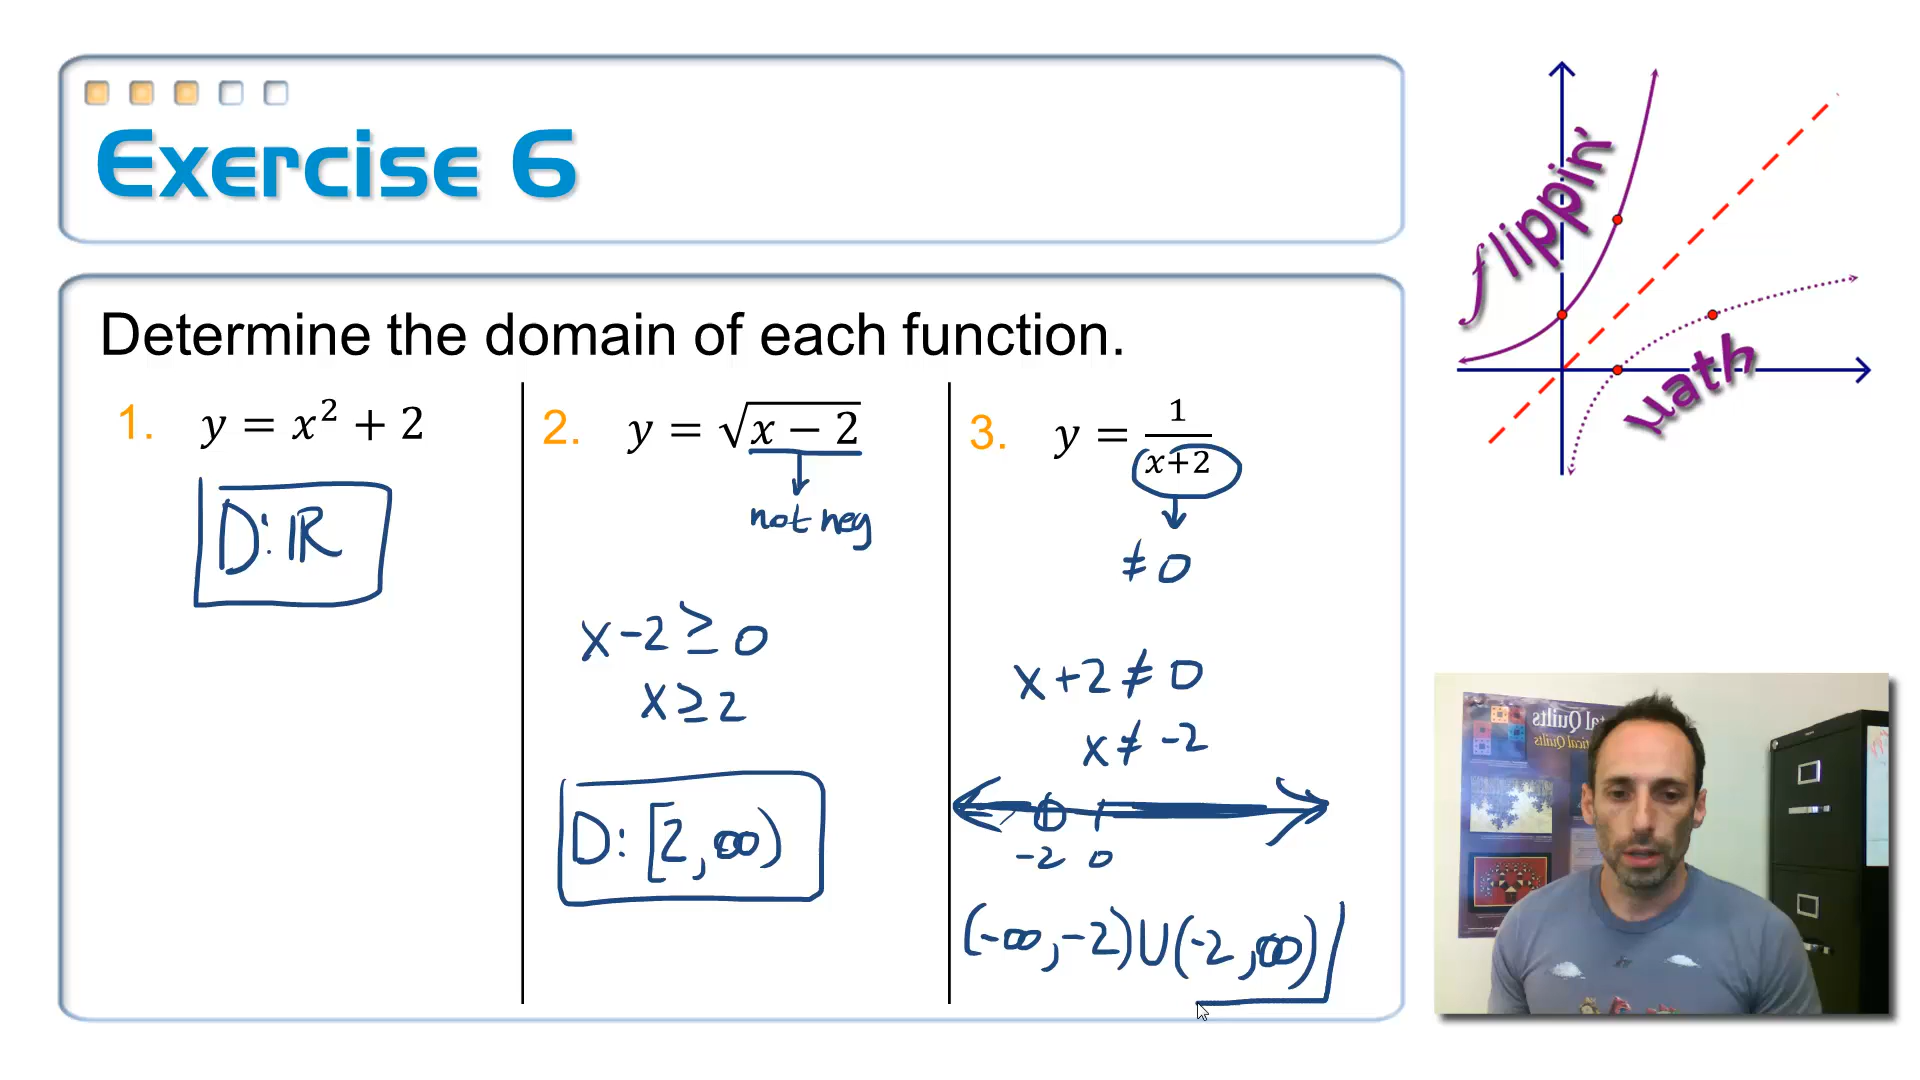 Exercise 6
Determine the domain of each function.
1. y = x² + 2
D: ℝ
2. y = √(x − 2)
not neg
x - 2 ≥ 0
x ≥ 2
D: [2, ∞)
3. y = 1/(x+2)
≠ 0
x + 2 ≠ 0
x ≠ -2
-2 0
(-∞, -2) U (-2, ∞)
flippin'
math
Quilts